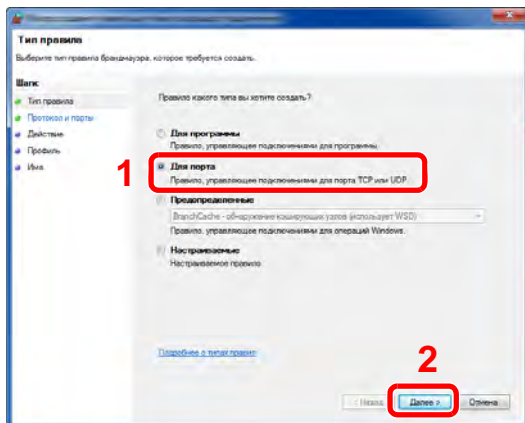 Тип правила
Выберите тип правила брандмауэра, которое требуется создать.
Шаги:
Тип правила
Протокол и порты
Действие
Профиль
Имя
Правило какого типа вы хотите создать?
Для программы
Правило, управляющее подключениями для программы.
1
Для порта
Правило, управляющее подключениями для порта TCP или UDP.
Предопределенные
BranchCache - обнаружение кэширующих узлов (использует WSD)
Правило, управляющее подключениями для операций Windows.
Настраиваемые
Настраиваемое правило
Подробнее о типах правил
2
< Назад
Далее >
Отмена